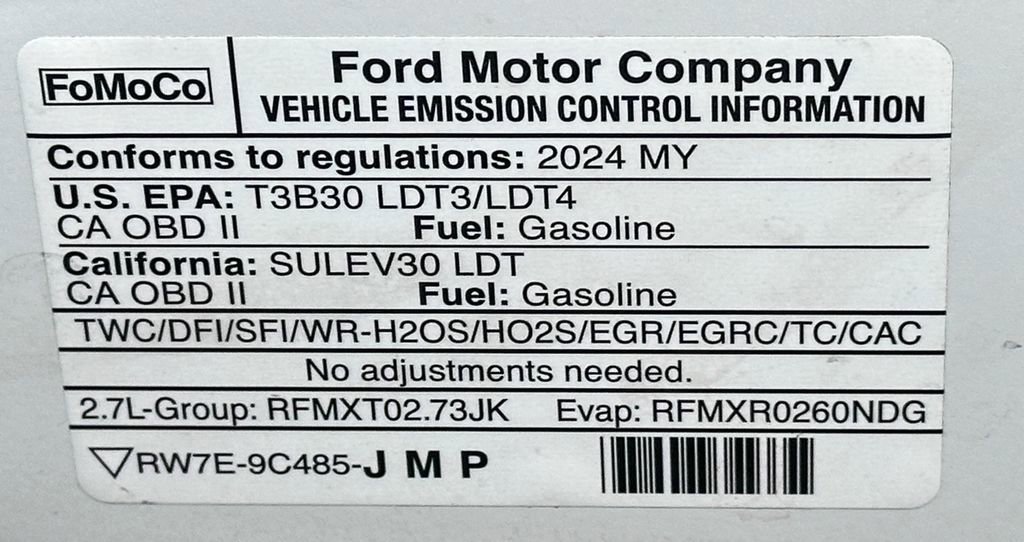 FoMoCo
Ford Motor Company
VEHICLE EMISSION CONTROL INFORMATION
Conforms to regulations: 2024 MY
U.S. EPA: T3B30 LDT3/LDT4
CA OBD II Fuel: Gasoline
California: SULEV30 LDT
CA OBD II Fuel: Gasoline
TWC/DFI/SFI/WR-H2OS/HO2S/EGR/EGRC/TC/CAC
No adjustments needed.
2.7L-Group: RFMXT02.73JK Evap: RFMXR0260NDG
RW7E-9C485-J M P